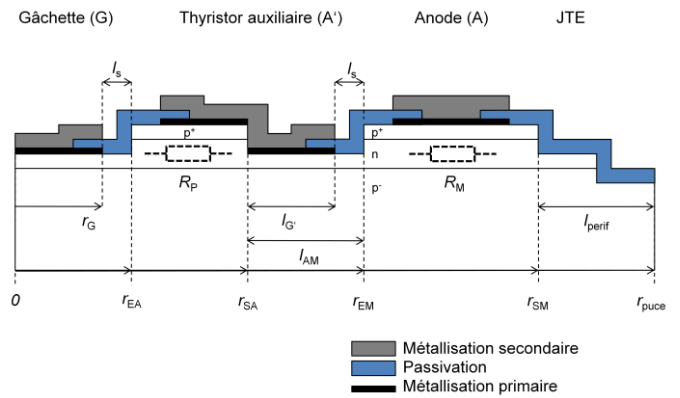 Gâchette (G) Thyristor auxiliaire (A') Anode (A) JTE
ls ls
p+ p+
n
RP RM
p-
rG lG' lperif
lAM
0 rEA rSA rEM rSM rpuce
Métallisation secondaire
Passivation
Métallisation primaire